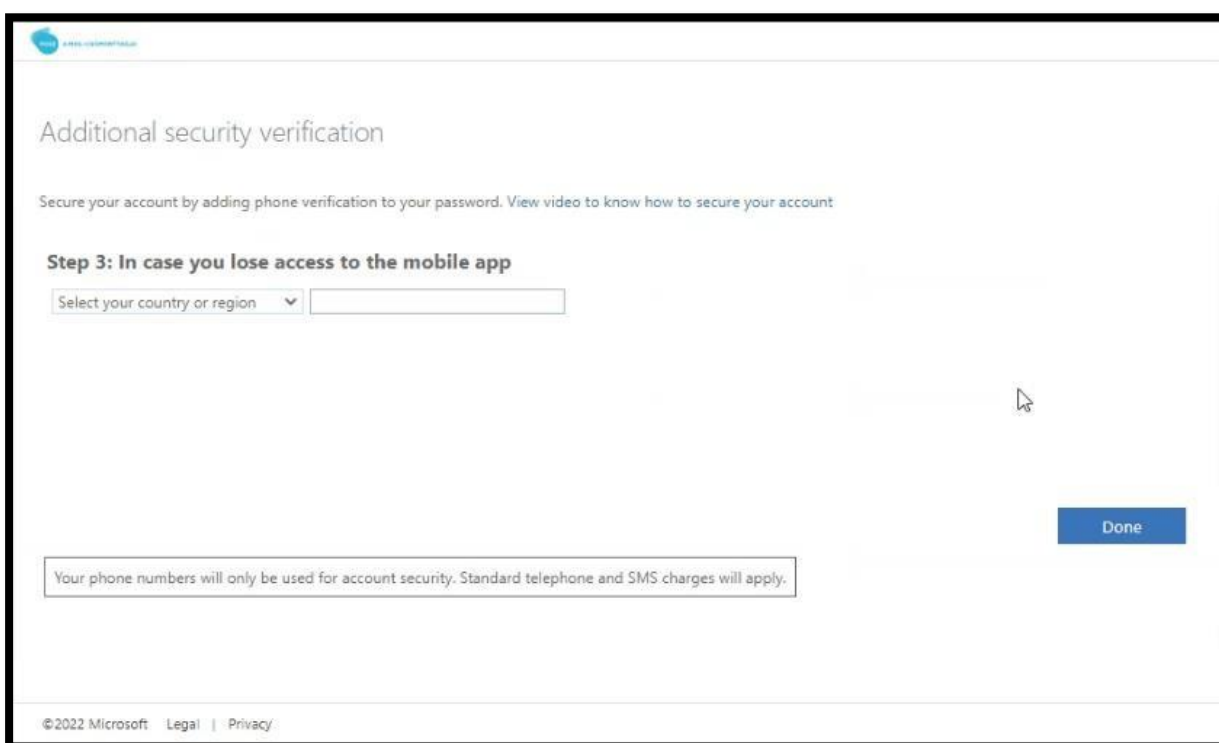 Additional security verification
Secure your account by adding phone verification to your password. View video to know how to secure your account
Step 3: In case you lose access to the mobile app
Select your country or region
Done
Your phone numbers will only be used for account security. Standard telephone and SMS charges will apply.
©2022 Microsoft Legal | Privacy